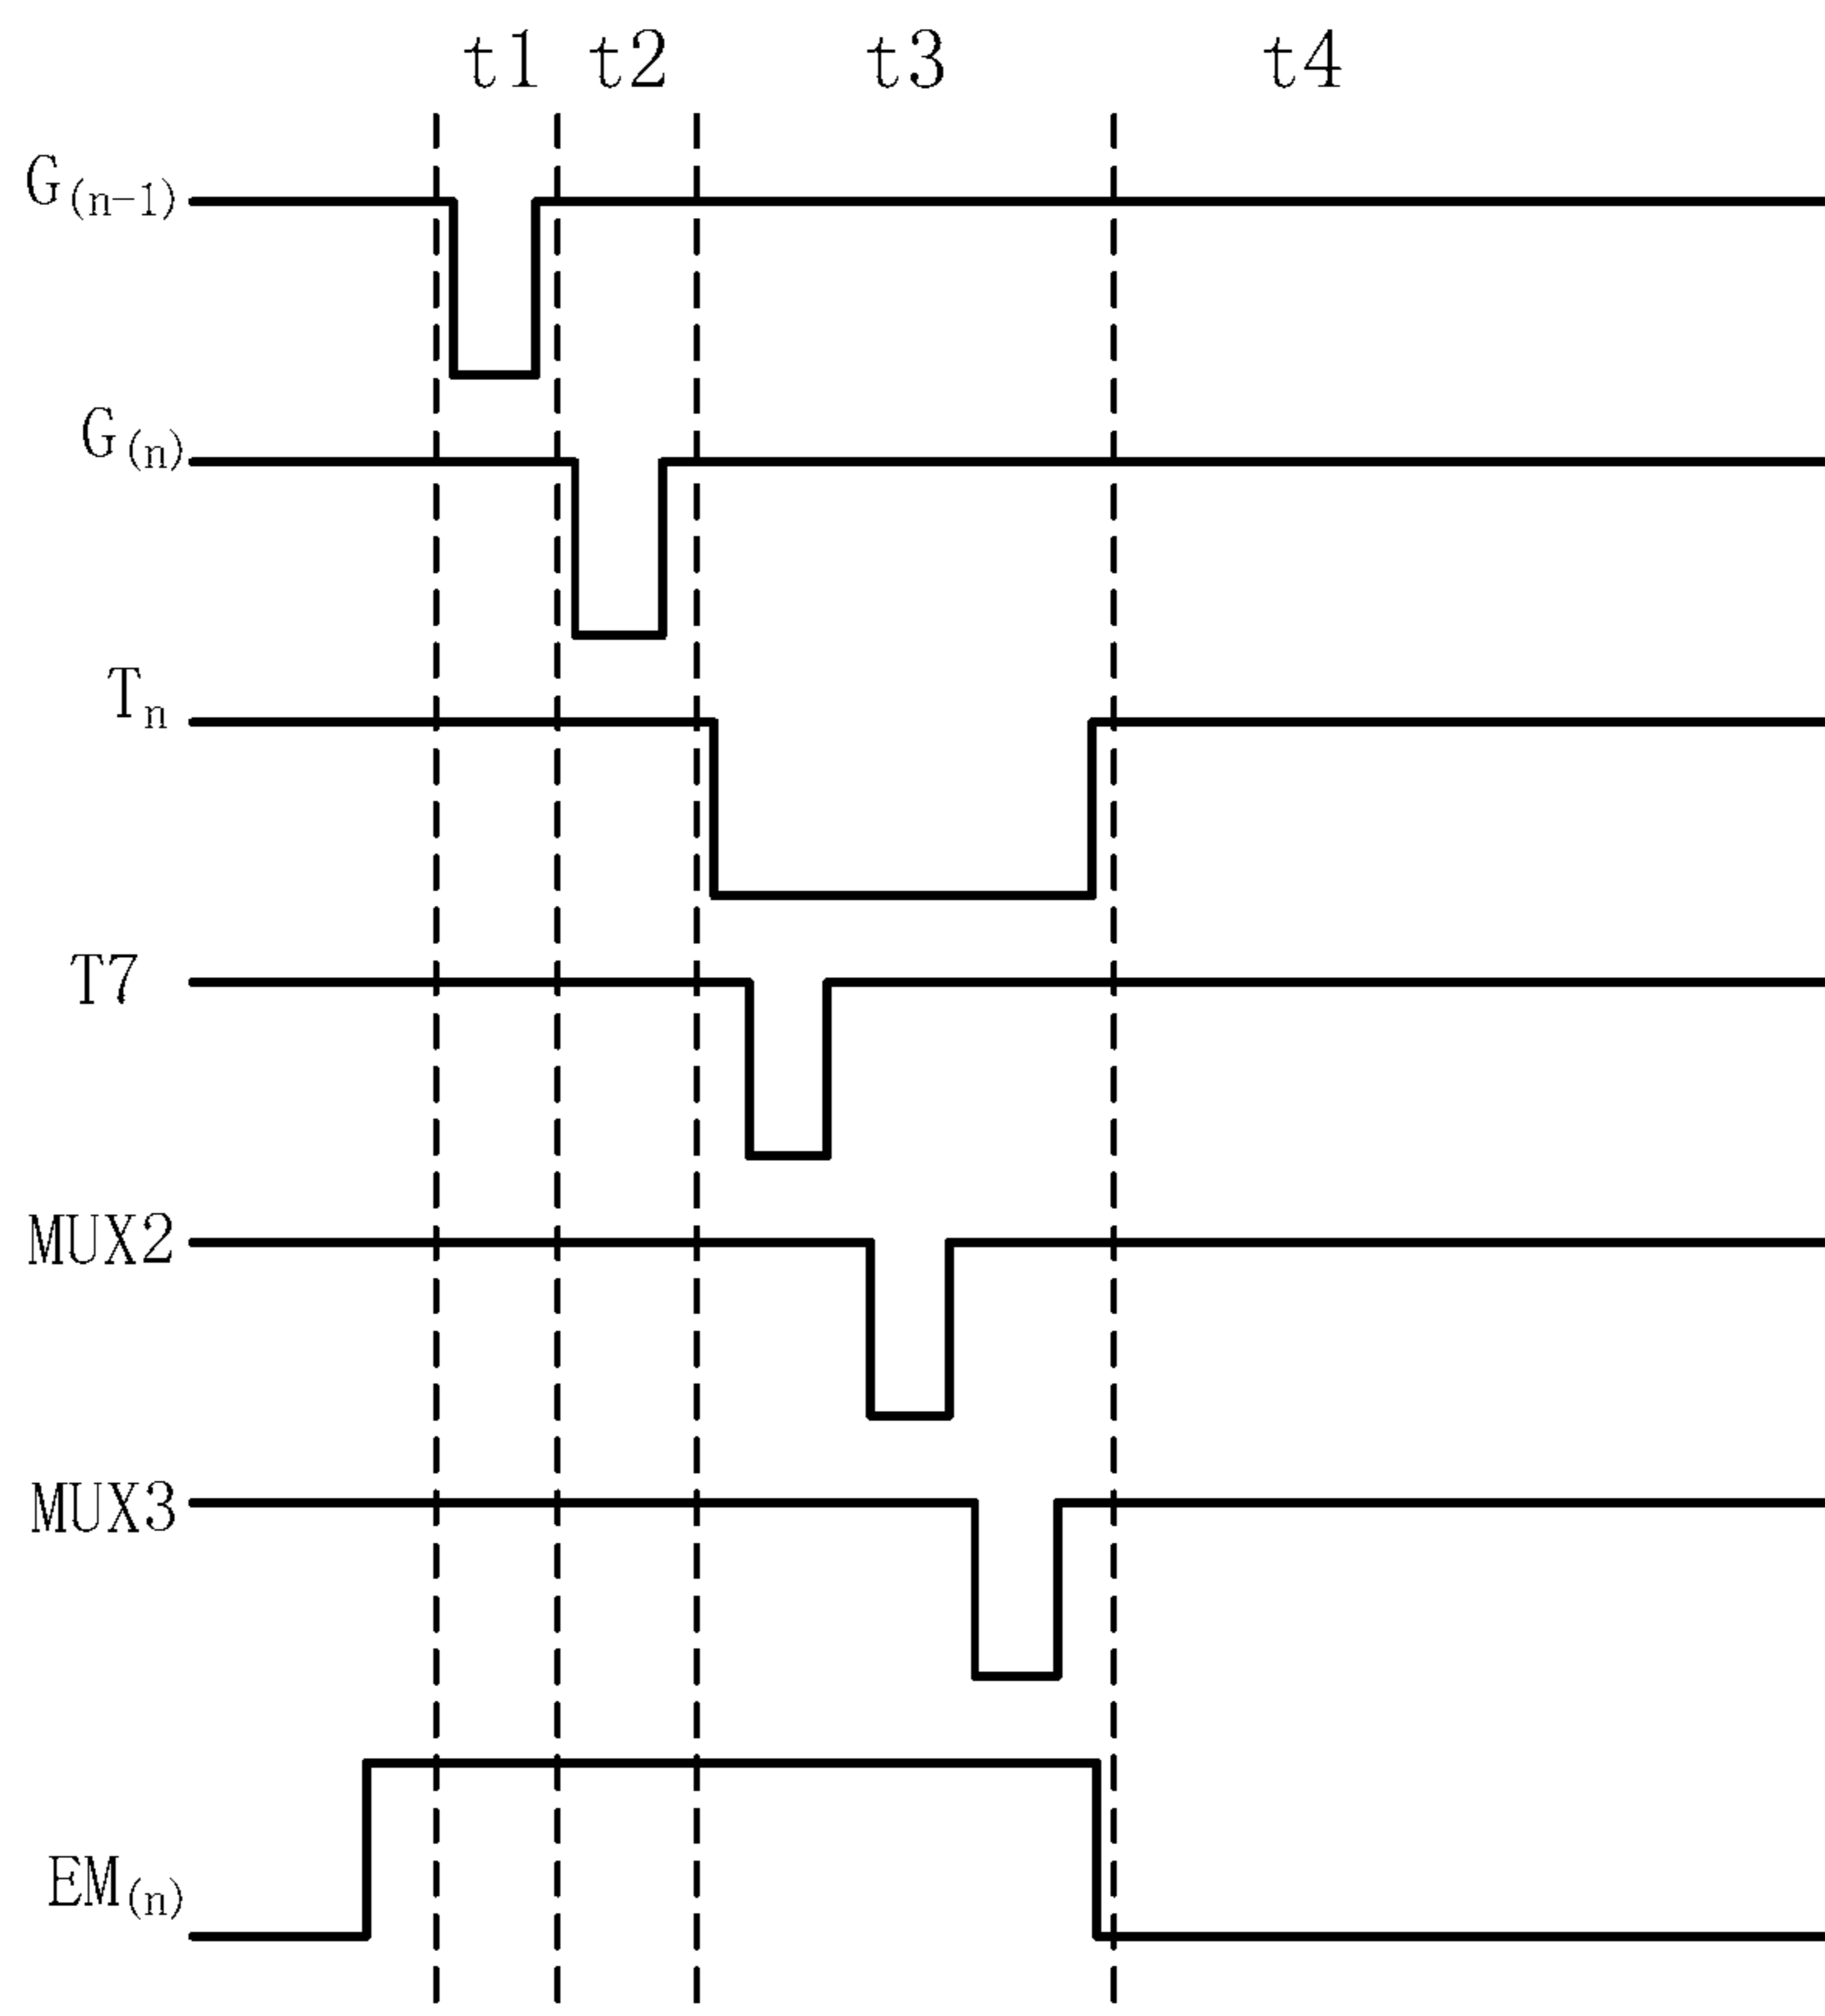 t1 t2 t3 t4
G(n-1)
G(n)
Tn
T7
MUX2
MUX3
EM(n)